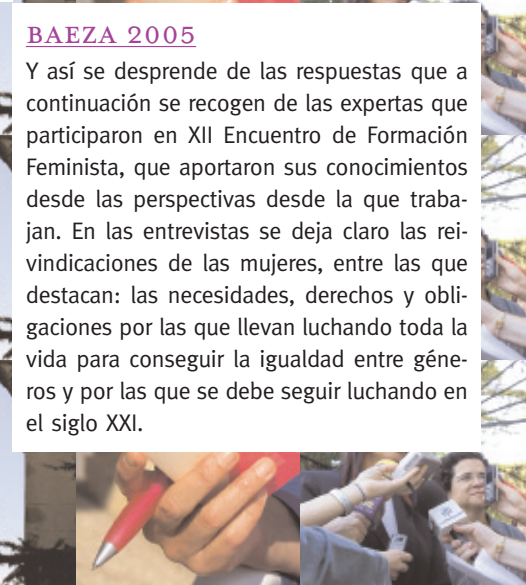 BAEZA 2005
Y así se desprende de las respuestas que a
continuación se recogen de las expertas que
participaron en XII Encuentro de Formación
Feminista, que aportaron sus conocimientos
desde las perspectivas desde la que traba-
jan. En las entrevistas se deja claro las rei-
vindicaciones de las mujeres, entre las que
destacan: las necesidades, derechos y obli-
gaciones por las que llevan luchando toda la
vida para conseguir la igualdad entre géne-
ros y por las que se debe seguir luchando en
el siglo XXI.